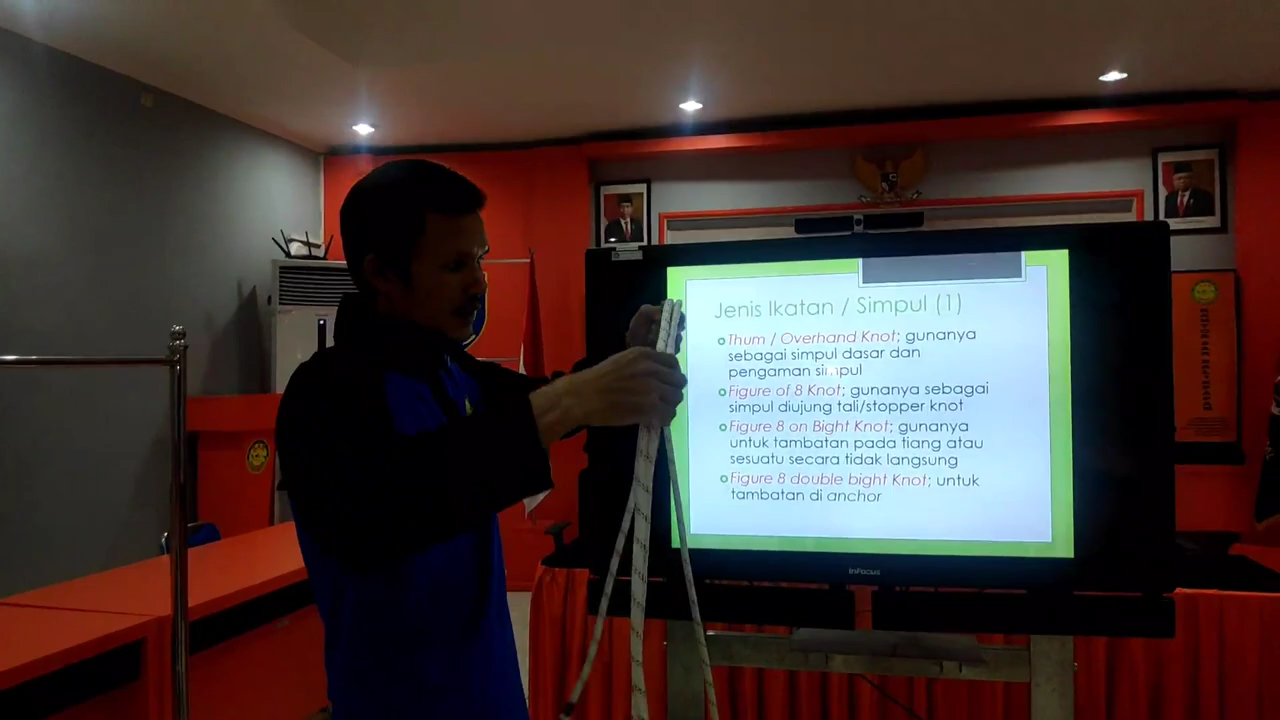 Jenis Ikatan / Simpul (1)
Thum / Overhand Knot; gunanya
sebagai simpul dasar dan
pengaman simpul
Figure of 8 Knot; gunanya sebagai
simpul diujung tali/stopper knot
Figure 8 on Bight Knot; gunanya
untuk tambatan pada tiang atau
sesuatu secara tidak langsung
Figure 8 double bight Knot; untuk
tambatan di anchor
InFocus